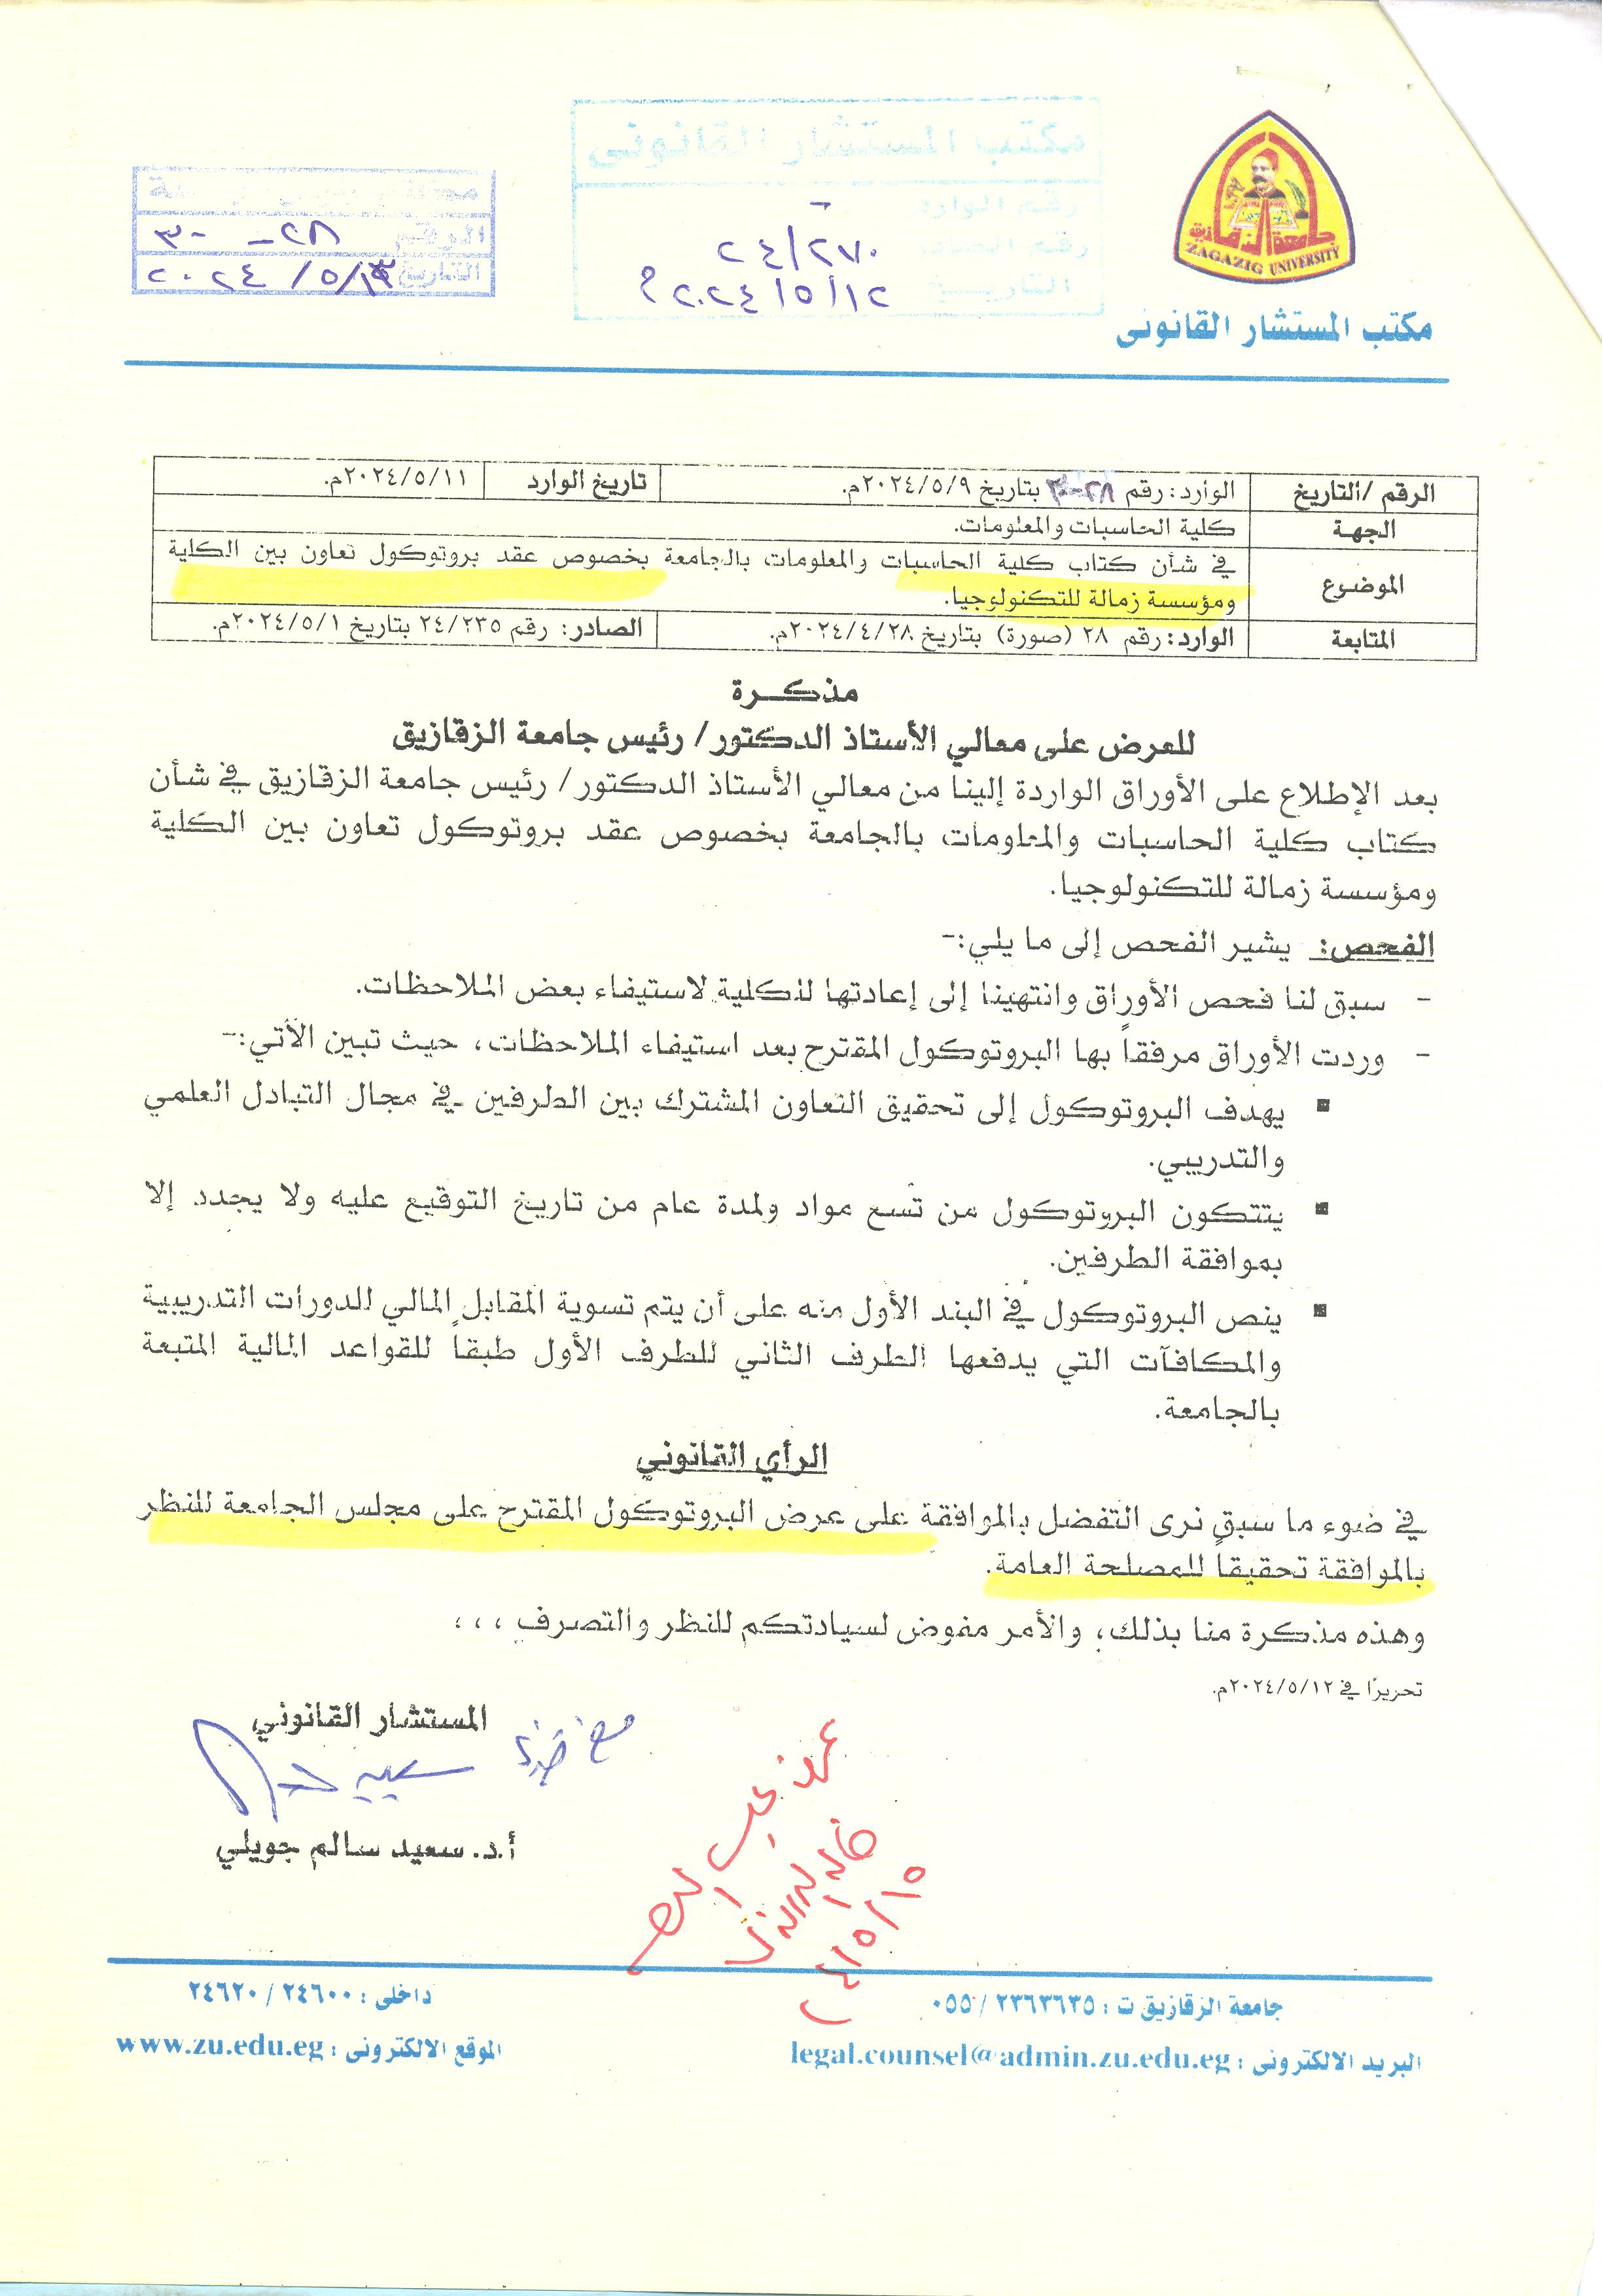 مكتب المستشار القانونى
رقم الوارد
رقم الصادر ٢٤/٢٧٠
التاريخ ٢٠٢٤/٥/١٢م
الرقم ٢٨-٣٠
التاريخ ٢٠٢٤/٥/١٣
جامعة الزقازيق
ZAGAZIG UNIVERSITY
مكتب المستشار القانونى
الرقم /التاريخ الوارد: رقم ٢٨-٣٠ بتاريخ ٢٠٢٤/٥/٩م. تاريخ الوارد ٢٠٢٤/٥/١١م.
الجهة كلية الحاسبات والمعلومات.
الموضوع في شأن كتاب كلية الحاسبات والمعلومات بالجامعة بخصوص عقد بروتوكول تعاون بين الكلية
ومؤسسة زمالة للتكنولوجيا.
المتابعة الوارد: رقم ٢٨ (صورة) بتاريخ ٢٠٢٤/٤/٢٨م. الصادر: رقم ٢٤/٢٣٥ بتاريخ ٢٠٢٤/٥/١م.
مذكـــرة
للعرض على معالي الأستاذ الدكتور/ رئيس جامعة الزقازيق
بعد الإطلاع على الأوراق الواردة إلينا من معالي الأستاذ الدكتور/ رئيس جامعة الزقازيق في شأن
كتاب كلية الحاسبات والمعلومات بالجامعة بخصوص عقد بروتوكول تعاون بين الكلية
ومؤسسة زمالة للتكنولوجيا.
الفحص: يشير الفحص إلى ما يلي:-
- سبق لنا فحص الأوراق وانتهينا إلى إعادتها للكلية لاستيفاء بعض الملاحظات.
- وردت الأوراق مرفقاً بها البروتوكول المقترح بعد استيفاء الملاحظات، حيث تبين الأتي:-
▪ يهدف البروتوكول إلى تحقيق التعاون المشترك بين الطرفين في مجال التبادل العلمي
والتدريبي.
▪ يتتكون البروتوكول من تسع مواد ولمدة عام من تاريخ التوقيع عليه ولا يجدد إلا
بموافقة الطرفين.
▪ ينص البروتوكول في البند الأول منه على أن يتم تسوية المقابل المالي للدورات التدريبية
والمكافآت التي يدفعها الطرف الثاني للطرف الأول طبقاً للقواعد المالية المتبعة
بالجامعة.
الرأي القانوني
في ضوء ما سبق نرى التفضل بالموافقة على عرض البروتوكول المقترح على مجلس الجامعة للنظر
بالموافقة تحقيقاً للمصلحة العامة.
وهذه مذكرة منا بذلك، والأمر مفوض لسيادتكم للنظر والتصرف ،،،
تحريرًا في ٢٠٢٤/٥/١٢م.
المستشار القانوني
أ.د. سعيد سالم جويلي
جامعة الزقازيق ت : ٢٣٦٣٦٣٥ /٠٥٥
داخلى : ٢٤٦٠٠ / ٢٤٦٢٠
البريد الالكترونى : legal.counsel@admin.zu.edu.eg
الموقع الالكترونى : www.zu.edu.eg